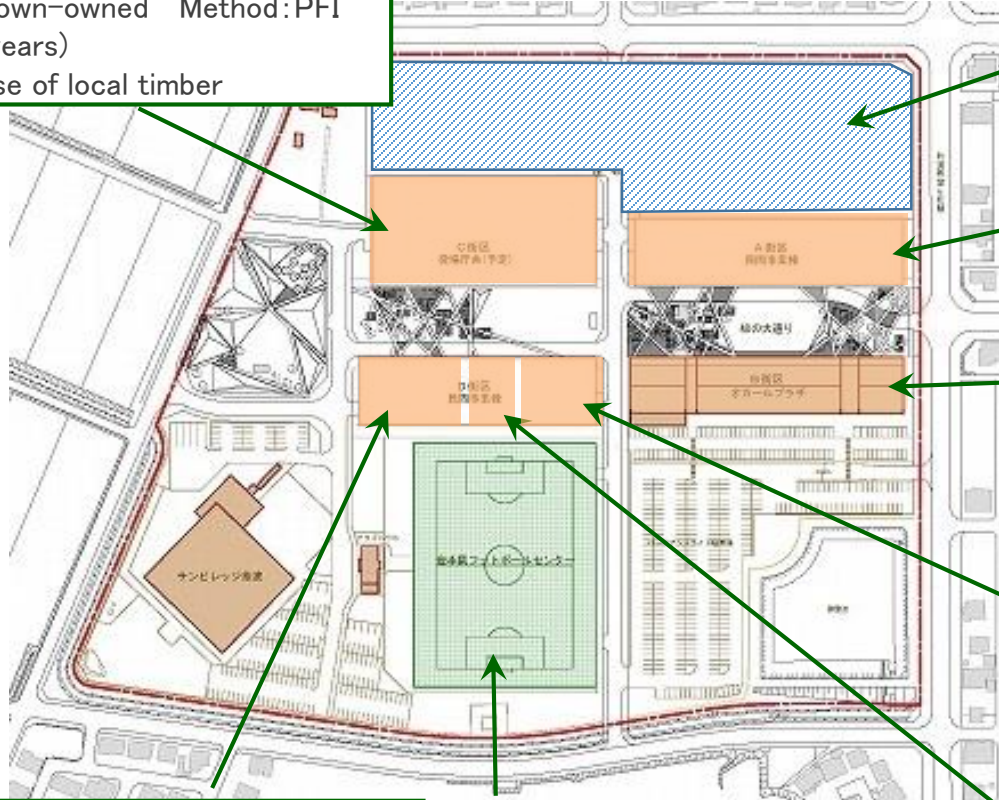 own-owned Method:PFI
years)
se of local timber
C街区
役場庁舎(予定)
A街区
民間事業棟
紫の大通り
D街区
民間事業棟
B街区
オガールプラザ
岩手県フットボールセンター
サンビレッジ紫波